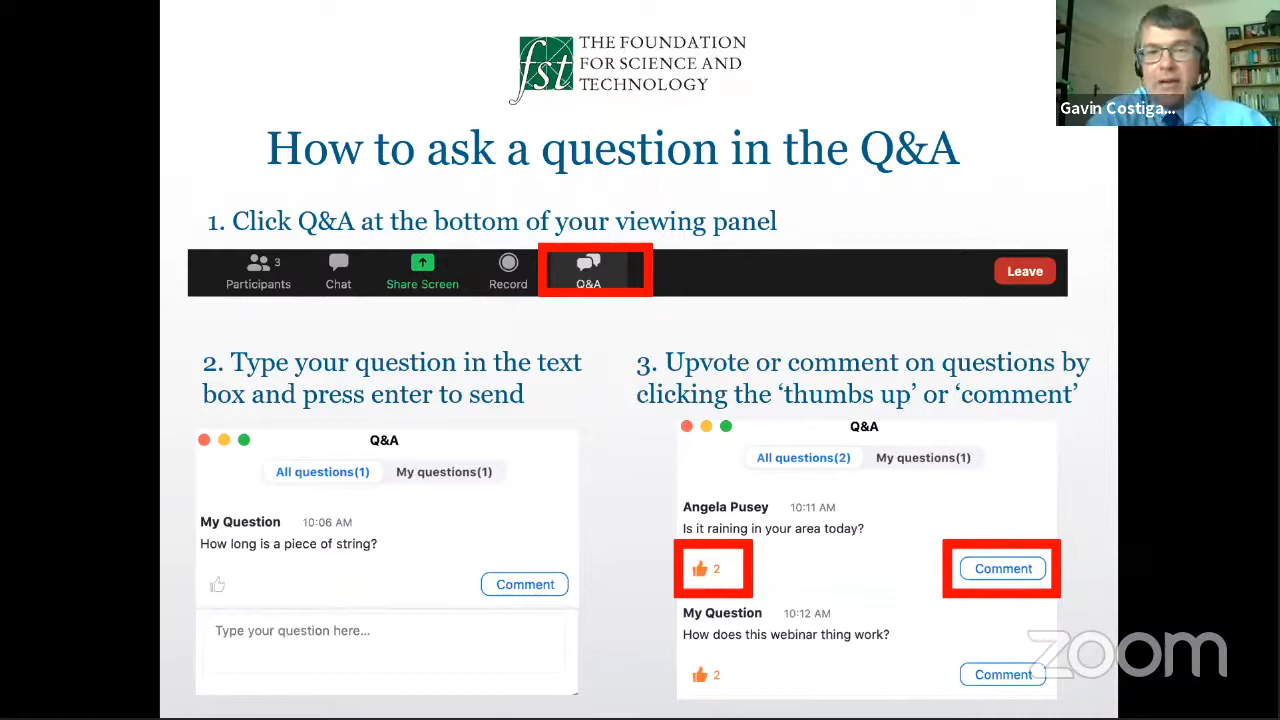 fst THE FOUNDATION
FOR SCIENCE AND
TECHNOLOGY
Gavin Costiga...
How to ask a question in the Q&A
1. Click Q&A at the bottom of your viewing panel
Participants 3
Chat
Share Screen
Record
Q&A
Leave
2. Type your question in the text
box and press enter to send
Q&A
All questions(1) My questions(1)
My Question 10:06 AM
How long is a piece of string?
Comment
Type your question here...
3. Upvote or comment on questions by
clicking the ‘thumbs up’ or ‘comment’
Q&A
All questions(2) My questions(1)
Angela Pusey 10:11 AM
Is it raining in your area today?
2 Comment
My Question 10:12 AM
How does this webinar thing work?
2 Comment
zoom